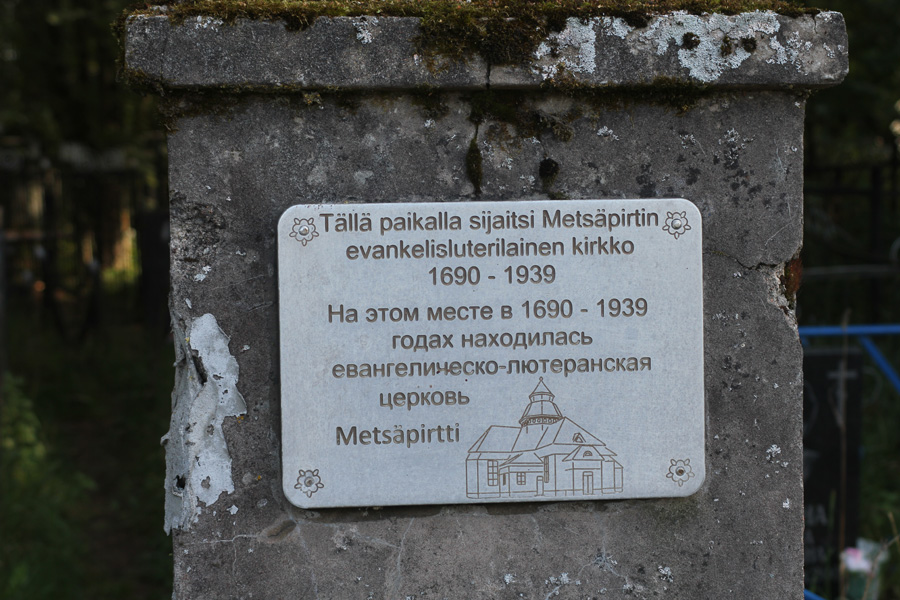 Tällä paikalla sijaitsi Metsäpirtin
evankelisluterilainen kirkko
1690 - 1939
На этом месте в 1690 - 1939
годах находилась
евангелическо-лютеранская
церковь
Metsäpirtti